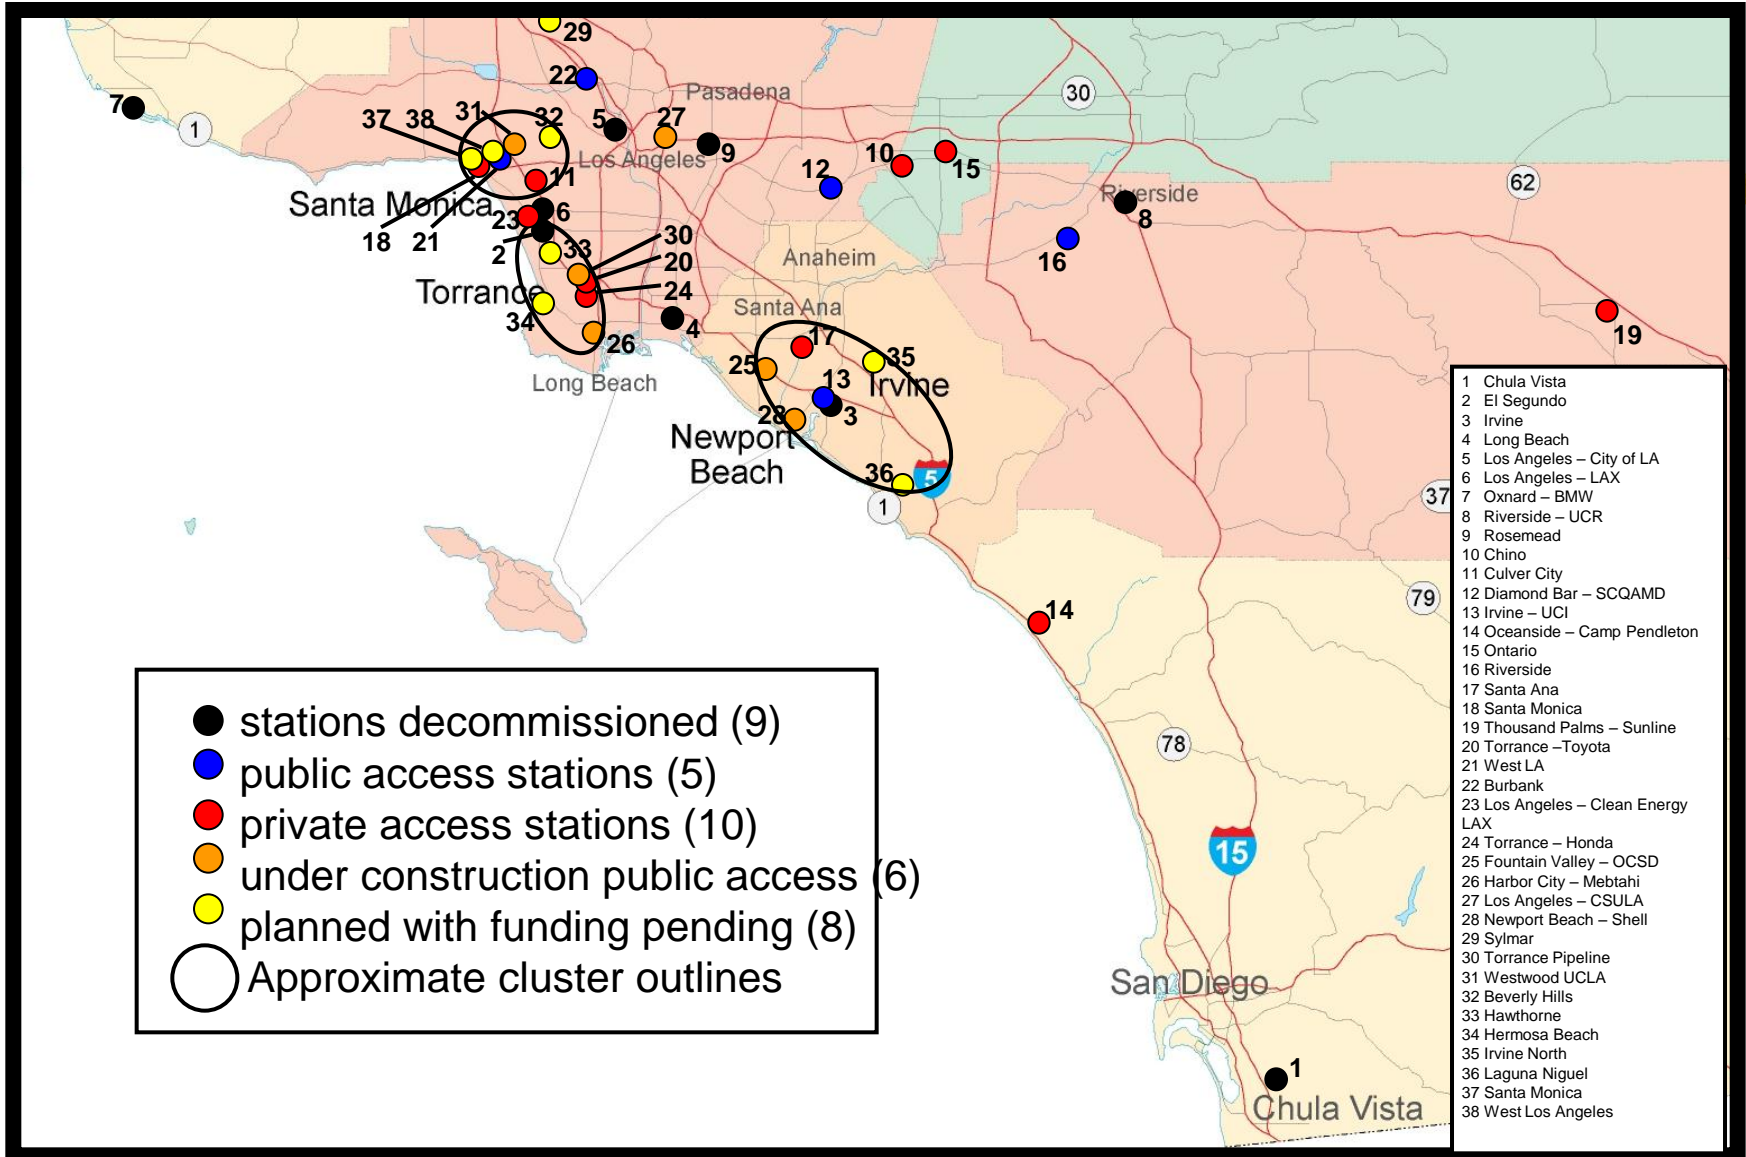 29
22
Pasadena
30
7
1
37
38
31
32
5
27
Los Angeles
9
12
10
15
62
11
Santa Monica
Riverside
8
23
6
18
21
2
33
30
20
24
16
Anaheim
Torrance
34
26
4
Santa Ana
17
19
25
35
Long Beach
13
Irvine
28
3
Newport
Beach
36
5
1
37
14
79
78
15
San Diego
1
Chula Vista
stations decommissioned (9)
public access stations (5)
private access stations (10)
under construction public access (6)
planned with funding pending (8)
Approximate cluster outlines
1 Chula Vista
2 El Segundo
3 Irvine
4 Long Beach
5 Los Angeles – City of LA
6 Los Angeles – LAX
7 Oxnard – BMW
8 Riverside – UCR
9 Rosemead
10 Chino
11 Culver City
12 Diamond Bar – SCQAMD
13 Irvine – UCI
14 Oceanside – Camp Pendleton
15 Ontario
16 Riverside
17 Santa Ana
18 Santa Monica
19 Thousand Palms – Sunline
20 Torrance –Toyota
21 West LA
22 Burbank
23 Los Angeles – Clean Energy
LAX
24 Torrance – Honda
25 Fountain Valley – OCSD
26 Harbor City – Mebtahi
27 Los Angeles – CSULA
28 Newport Beach – Shell
29 Sylmar
30 Torrance Pipeline
31 Westwood UCLA
32 Beverly Hills
33 Hawthorne
34 Hermosa Beach
35 Irvine North
36 Laguna Niguel
37 Santa Monica
38 West Los Angeles